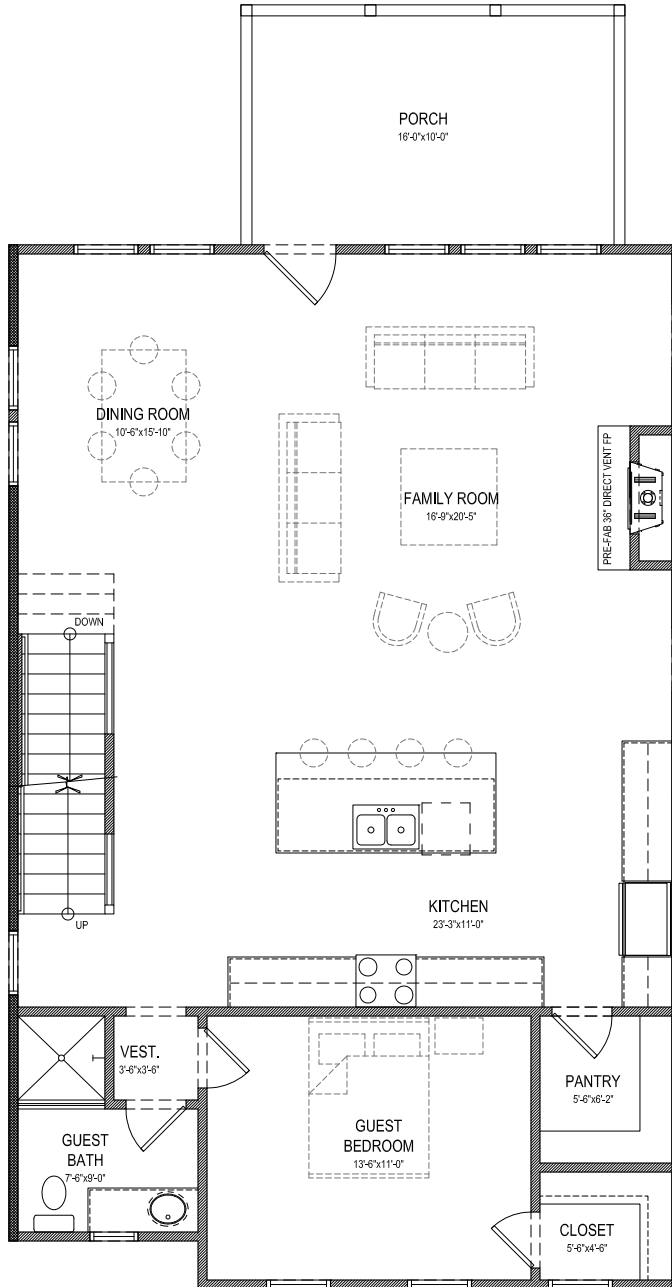 PORCH
16'-0"x10'-0"
DINING ROOM
10'-6"x15'-10"
FAMILY ROOM
16'-9"x20'-5"
PRE-FAB 36" DIRECT VENT FP
DOWN
UP
KITCHEN
23'-3"x11'-0"
VEST.
3'-6"x3'-6"
PANTRY
5'-6"x6'-2"
GUEST
BATH
7'-6"x9'-0"
GUEST
BEDROOM
13'-6"x11'-0"
CLOSET
5'-6"x4'-6"